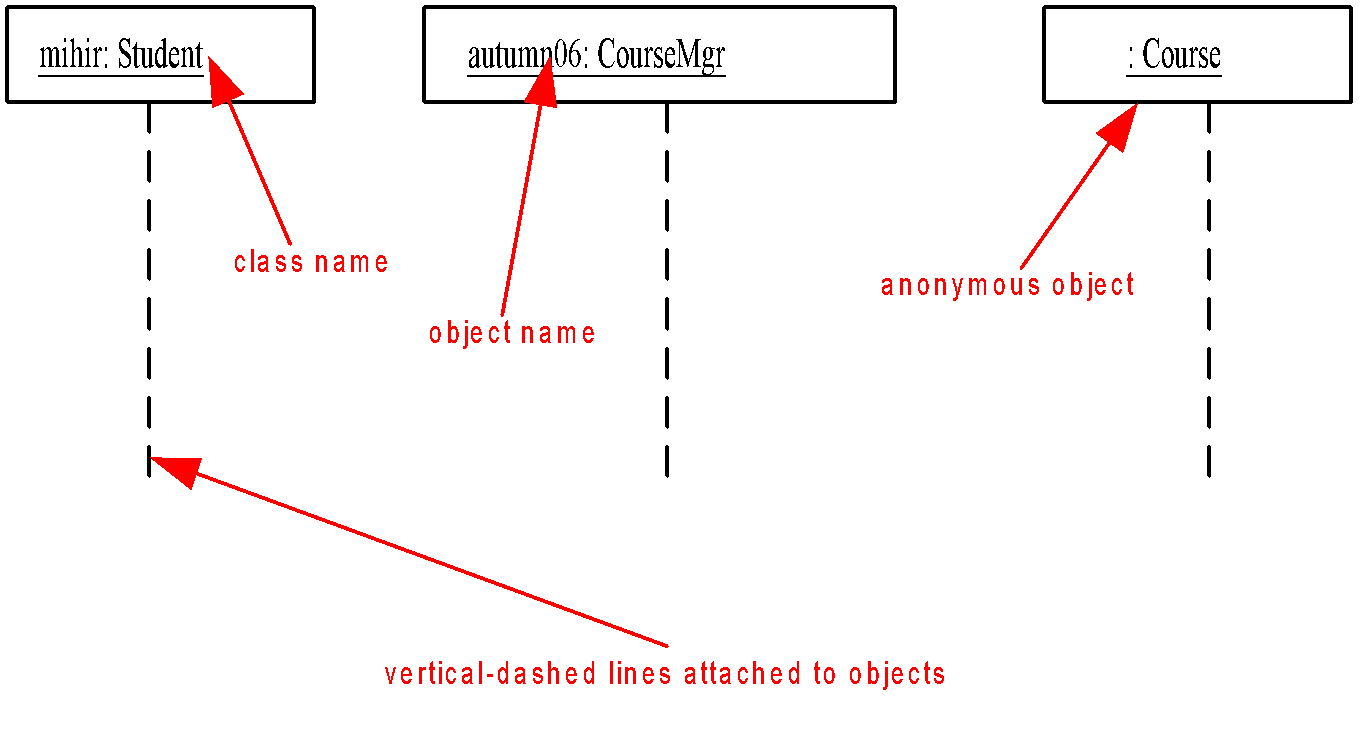 mihir: Student
autumn06: CourseMgr
: Course
class name
anonymous object
object name
vertical-dashed lines attached to objects